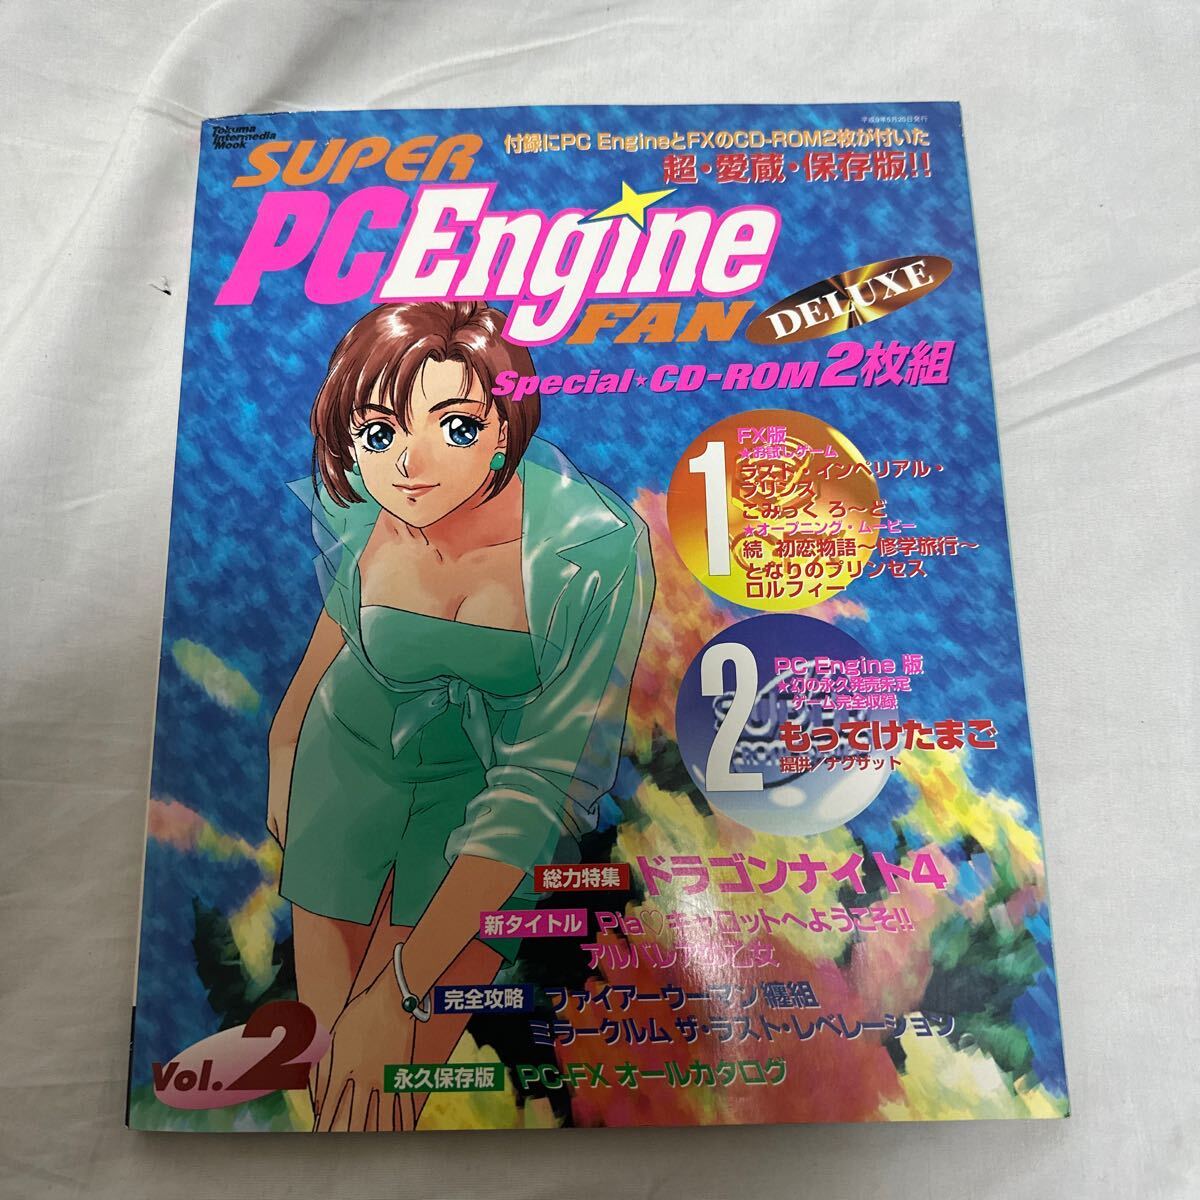 Tokuma
Intermedia
Mook
平成9年5月25日発行
付録にPC EngineとFXのCD-ROM2枚が付いた
超・愛蔵・保存版!!
SUPER
PC Engine
FAN
DELUXE
Special★CD-ROM2枚組
1
FX版
★お試しゲーム
ラスト・インペリアル・
プリンス
こみっく ろ〜ど
★オープニング・ムービー
続 初恋物語〜修学旅行〜
となりのプリンセス
ロルフィー
2
PC Engine 版
★幻の永久発売未定
ゲーム完全収録
もってけたまご
提供/ナグザット
総力特集 ドラゴンナイト4
新タイトル Pia♡キャロットへようこそ!!
アルバレアの乙女
完全攻略 ファイアーウーマン纏組
ミラークルム ザ・ラスト・レベレーション
永久保存版 PC-FX オールカタログ
Vol.2